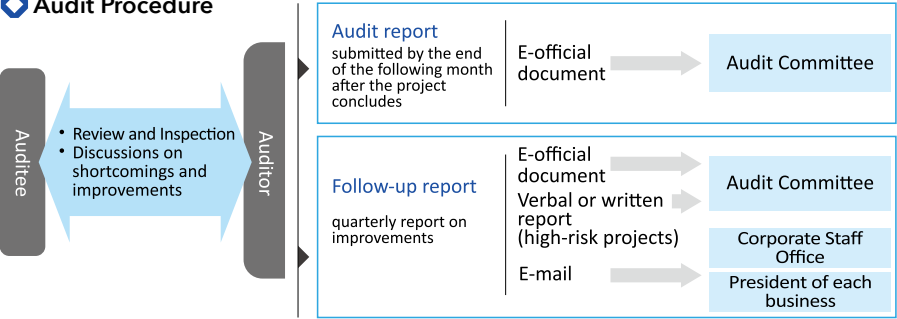 Audit Procedure
Auditee
• Review and Inspection
• Discussions on
shortcomings and
improvements
Auditor
Audit report
submitted by the end
of the following month
after the project
concludes
E-official
document
Audit Committee
Follow-up report
quarterly report on
improvements
E-official
document
Verbal or written
report
(high-risk projects)
Audit Committee
E-mail
Corporate Staff
Office
President of each
business